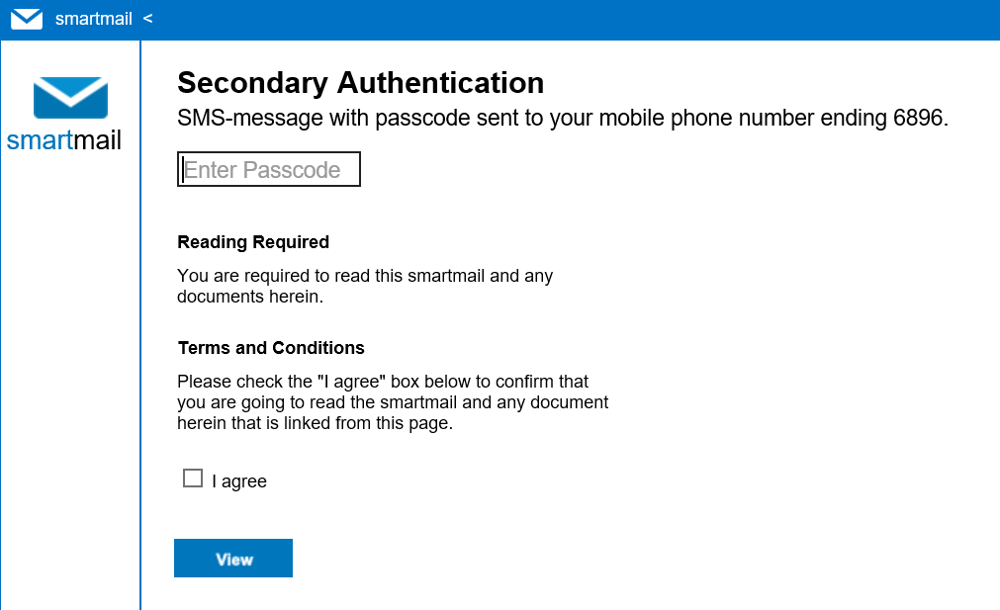 smartmail <
smartmail
Secondary Authentication
SMS-message with passcode sent to your mobile phone number ending 6896.
Enter Passcode
Reading Required
You are required to read this smartmail and any
documents herein.
Terms and Conditions
Please check the "I agree" box below to confirm that
you are going to read the smartmail and any document
herein that is linked from this page.
I agree
View